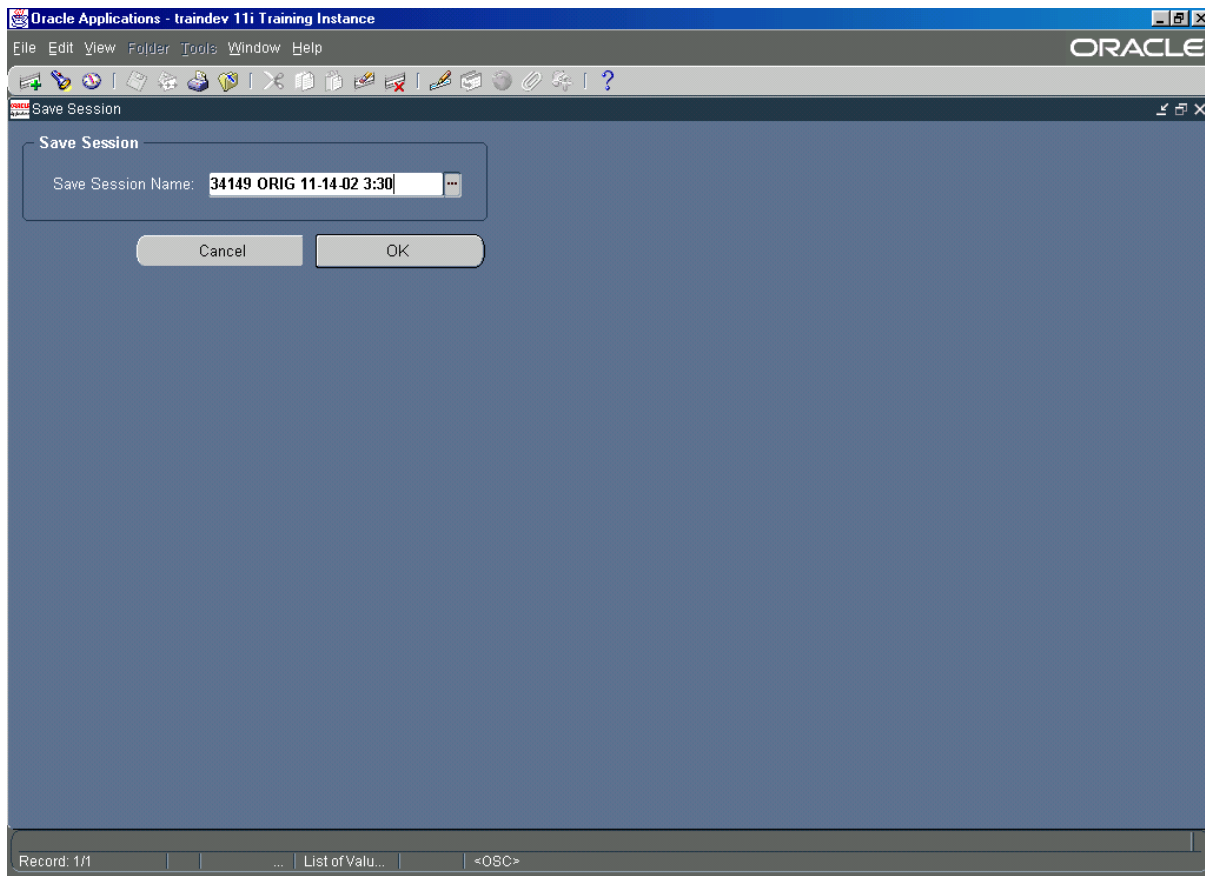 Oracle Applications - traindev 11i Training Instance
File Edit View Folder Tools Window Help
ORACLE
?
Save Session
Save Session
Save Session Name: 34149 ORIG 11-14-02 3:30 ...
Cancel OK
Record: 1/1 ... List of Valu... <OSC>